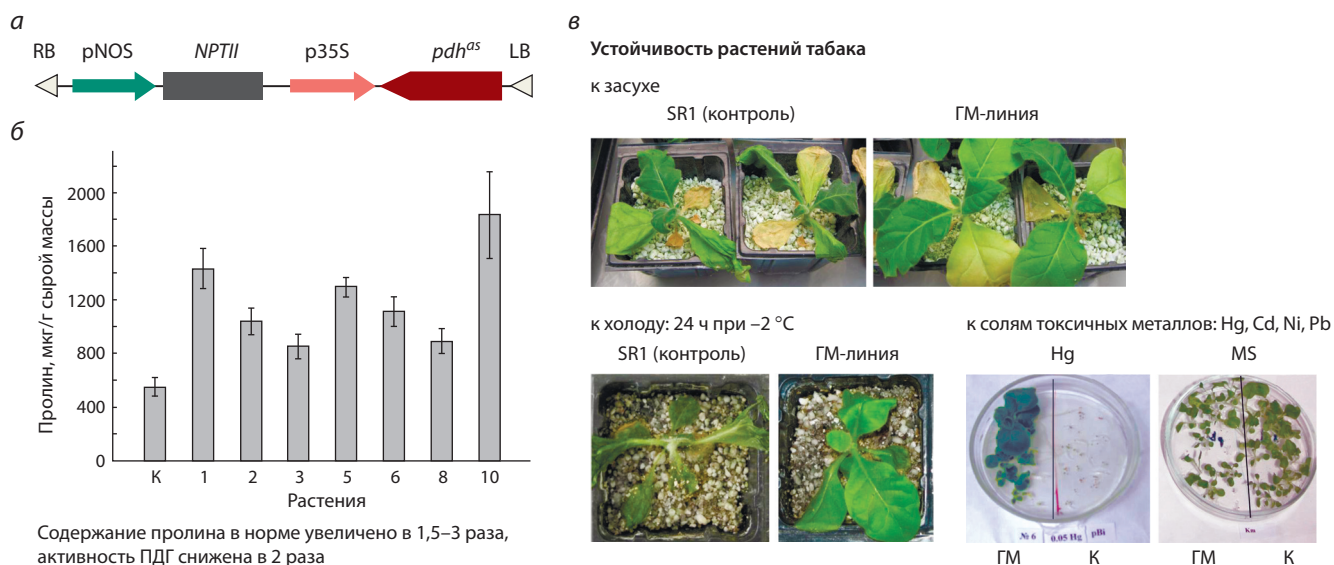 а
RB pNOS NPTII p35S pdhas LB
б
Пролин, мкг/г сырой массы
2000
1600
1200
800
400
0
К 1 2 3 5 6 8 10
Растения
Содержание пролина в норме увеличено в 1,5–3 раза,
активность ПДГ снижена в 2 раза
в
Устойчивость растений табака
к засухе
SR1 (контроль) ГМ-линия
к холоду: 24 ч при –2 °C
SR1 (контроль) ГМ-линия
к солям токсичных металлов: Hg, Cd, Ni, Pb
Hg MS
№ 6 0.05 Hg pBi
Km
ГМ К ГМ К